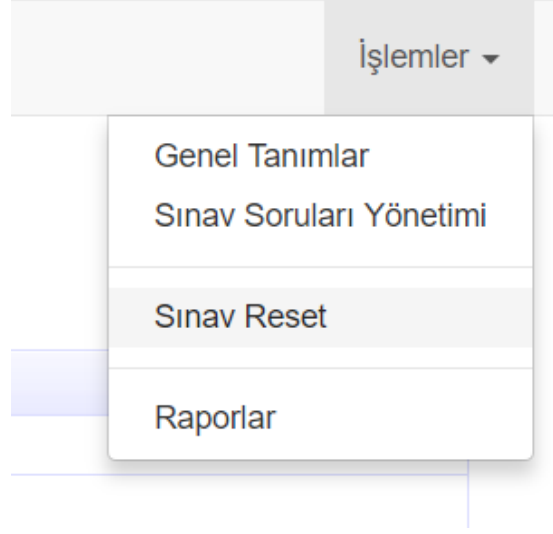 İşlemler
Genel Tanımlar
Sınav Soruları Yönetimi
Sınav Reset
Raporlar